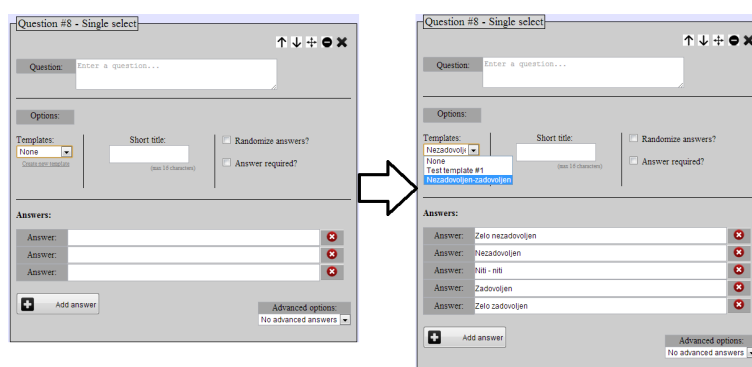 Question #8 - Single select
Question:
Enter a question...
Options:
Templates:
None
Create new template
Short title:
(max 15 characters)
Randomize answers?
Answer required?
Answers:
Answer:
Answer:
Answer:
Add answer
Advanced options:
No advanced answers
Question #8 - Single select
Question:
Enter a question...
Options:
Templates:
Nezadovolje
None
Test template #1
Nezadovoljen-zadovoljen
Short title:
(max 15 characters)
Randomize answers?
Answer required?
Answers:
Answer: Zelo nezadovoljen
Answer: Nezadovoljen
Answer: Niti - niti
Answer: Zadovoljen
Answer: Zelo zadovoljen
Add answer
Advanced options:
No advanced answers